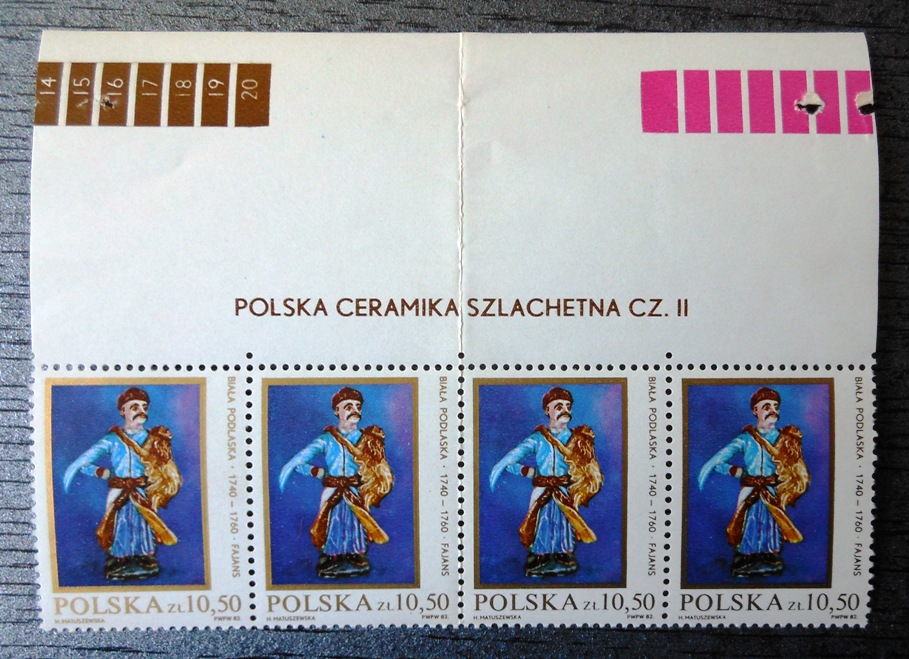 14 15 16 17 18 19 20
POLSKA CERAMIKA SZLACHETNA CZ. II
BIAŁA PODLASKA · 1740 – 1760 · FAJANS
POLSKA ZŁ 10,50
H. MATUSZEWSKA PWPW 82.
BIAŁA PODLASKA · 1740 – 1760 · FAJANS
POLSKA ZŁ 10,50
H. MATUSZEWSKA PWPW 82.
BIAŁA PODLASKA · 1740 – 1760 · FAJANS
POLSKA ZŁ 10,50
H. MATUSZEWSKA PWPW 82.
BIAŁA PODLASKA · 1740 – 1760 · FAJANS
POLSKA ZŁ 10,50
H. MATUSZEWSKA PWPW 82.